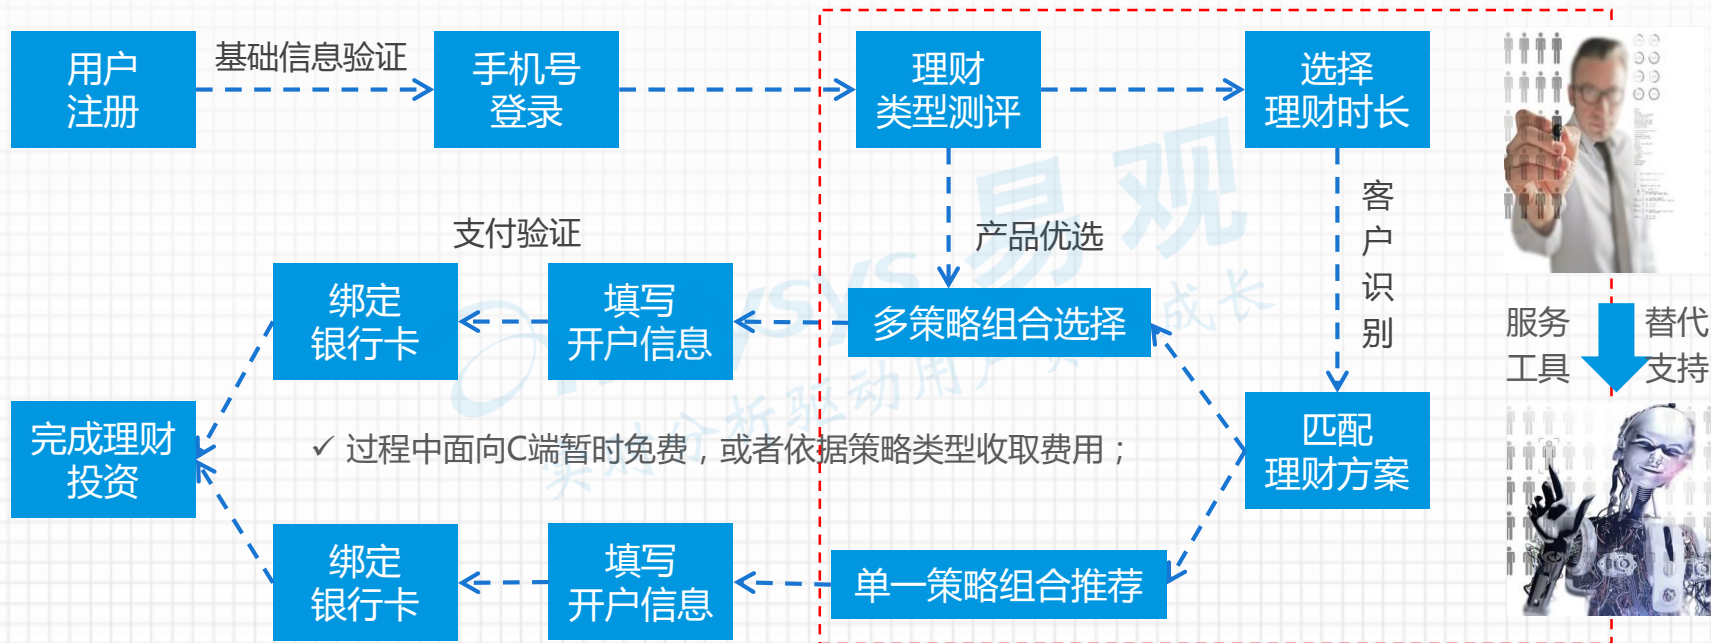 用户
注册
基础信息验证
手机号
登录
理财
类型测评
选择
理财时长
产品优选
客户识别
支付验证
绑定
银行卡
填写
开户信息
多策略组合选择
服务
工具
替代
支持
完成理财
投资
✓ 过程中面向C端暂时免费，或者依据策略类型收取费用；
匹配
理财方案
绑定
银行卡
填写
开户信息
单一策略组合推荐
易观